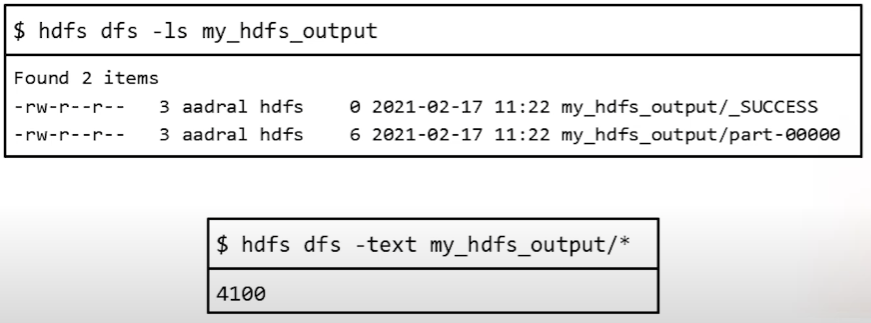 $ hdfs dfs -ls my_hdfs_output
Found 2 items
-rw-r--r--   3 aadral hdfs    0 2021-02-17 11:22 my_hdfs_output/_SUCCESS
-rw-r--r--   3 aadral hdfs    6 2021-02-17 11:22 my_hdfs_output/part-00000
$ hdfs dfs -text my_hdfs_output/*
4100